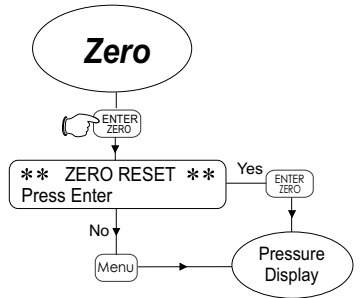 Zero
ENTER
ZERO
** ZERO RESET **
Press Enter
Yes
ENTER
ZERO
No
Menu
Pressure
Display